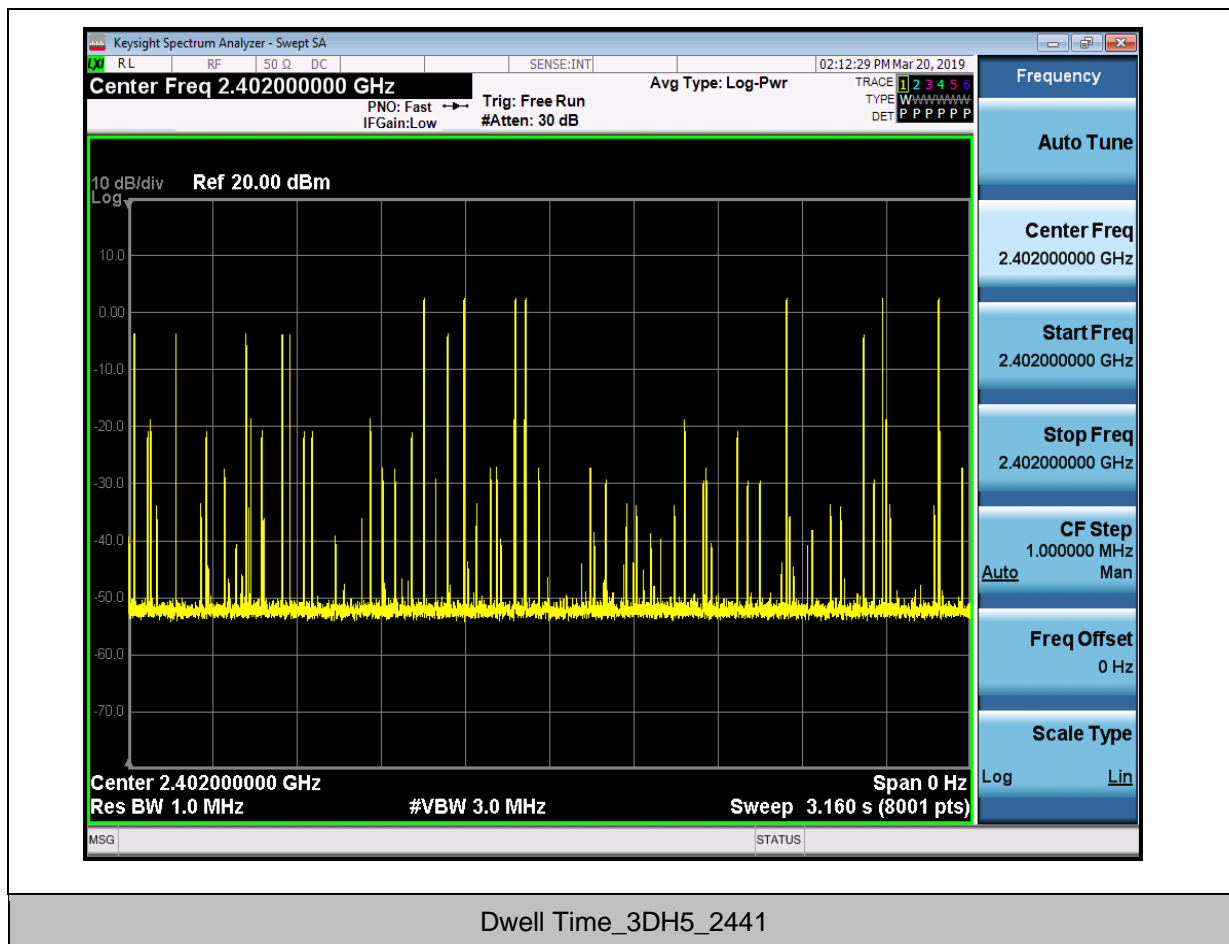 Keysight Spectrum Analyzer - Swept SA
LXI RL RF 50 Ω DC SENSE:INT 02:12:29 PM Mar 20, 2019
Center Freq 2.402000000 GHz
Avg Type: Log-Pwr
TRACE 1 2 3 4 5 6
PNO: Fast Trig: Free Run
TYPE W W W W W W
IFGain:Low #Atten: 30 dB
DET P P P P P P
10 dB/div Ref 20.00 dBm
Log
10.0
0.00
-10.0
-20.0
-30.0
-40.0
-50.0
-60.0
-70.0
Center 2.402000000 GHz Span 0 Hz
Res BW 1.0 MHz #VBW 3.0 MHz Sweep 3.160 s (8001 pts)
MSG STATUS
Frequency
Auto Tune
Center Freq
2.402000000 GHz
Start Freq
2.402000000 GHz
Stop Freq
2.402000000 GHz
CF Step
1.000000 MHz
Auto Man
Freq Offset
0 Hz
Scale Type
Log Lin
Dwell Time_3DH5_2441